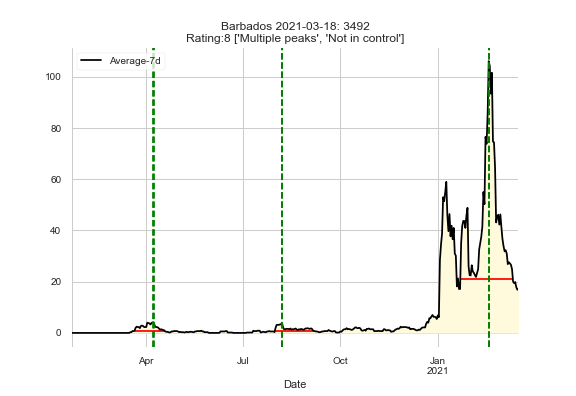 Barbados 2021-03-18: 3492
Rating:8 ['Multiple peaks', 'Not in control']
Average-7d
100
80
60
40
20
0
Apr
Jul
Oct
Jan
2021
Date